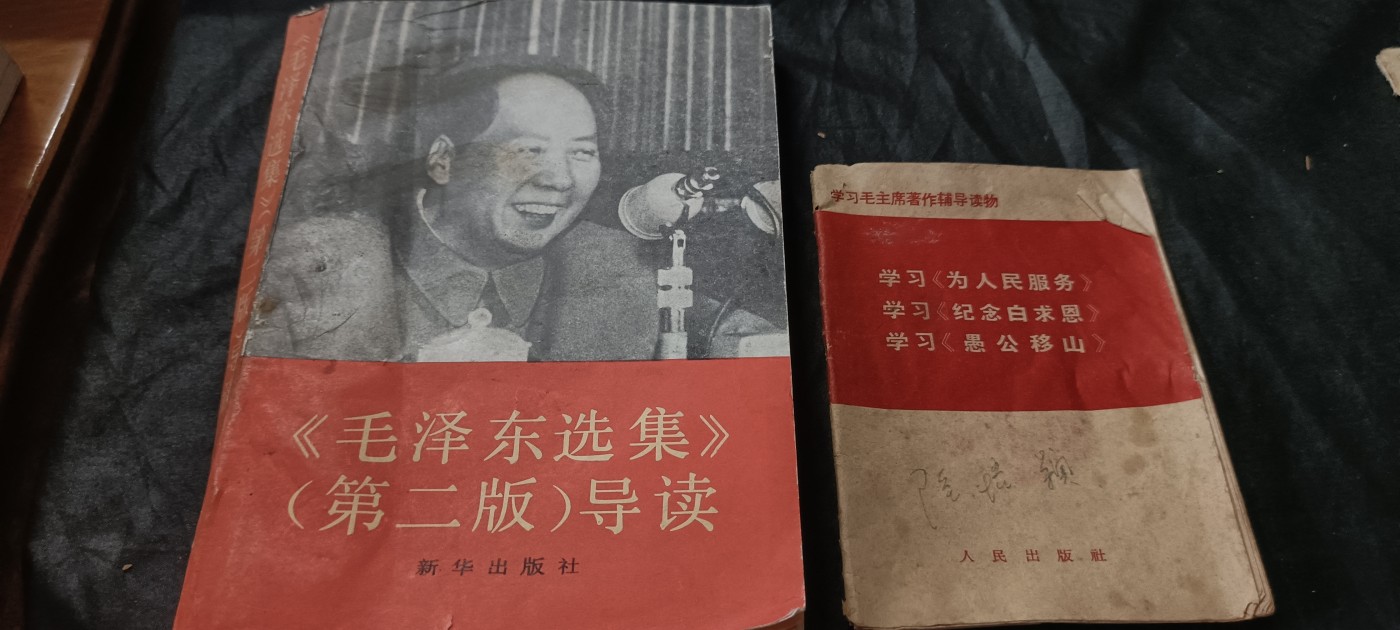 《毛泽东选集》
（第二版）导读
新华出版社
学习毛主席著作辅导读物
学习《为人民服务》
学习《纪念白求恩》
学习《愚公移山》
人民出版社